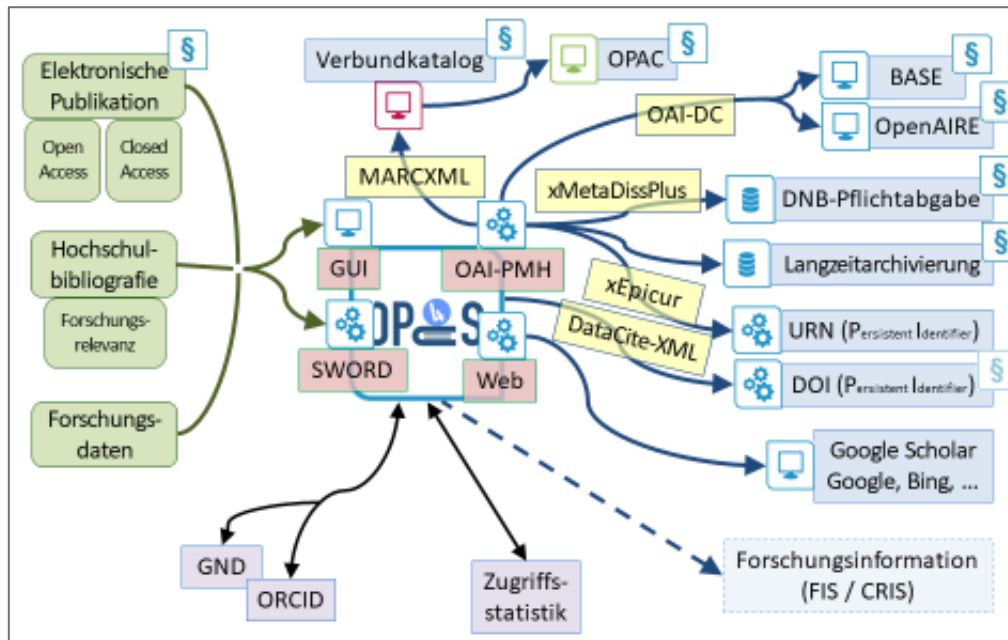 §
Elektronische
Publikation
Open
Access
Closed
Access
Hochschul-
bibliografie
Forschungs-
relevanz
Forschungs-
daten
Verbundkatalog
§
OPAC
§
MARCXML
OAI-DC
BASE
§
OpenAIRE
§
xMetaDissPlus
DNB-Pflichtabgabe
§
Langzeitarchivierung
§
GUI
OAI-PMH
OPUS
SWORD
Web
xEpicur
DataCite-XML
URN (Persistent Identifier)
DOI (Persistent Identifier)
§
Google Scholar
Google, Bing, ...
GND
ORCID
Zugriffs-
statistik
Forschungsinformation
(FIS / CRIS)